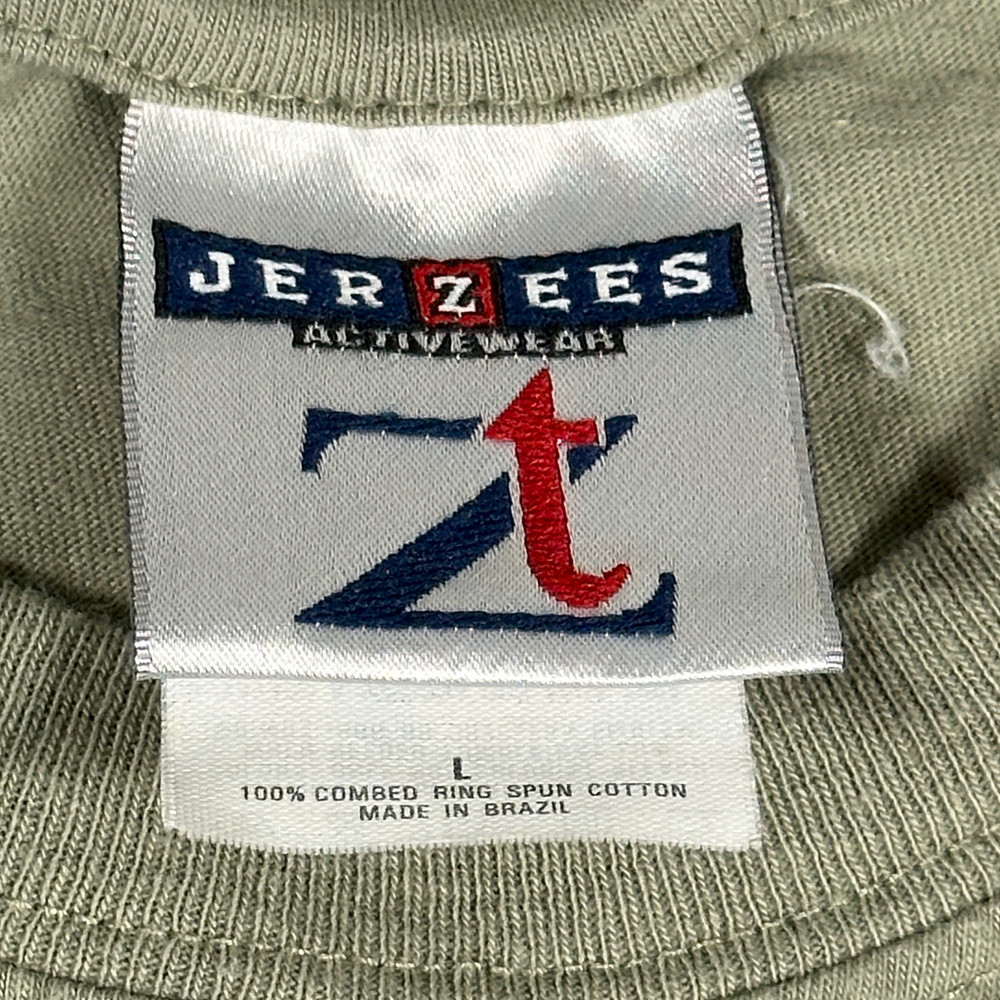 JERZEES
ACTIVEWEAR
Zt
L
100% COMBED RING SPUN COTTON
MADE IN BRAZIL